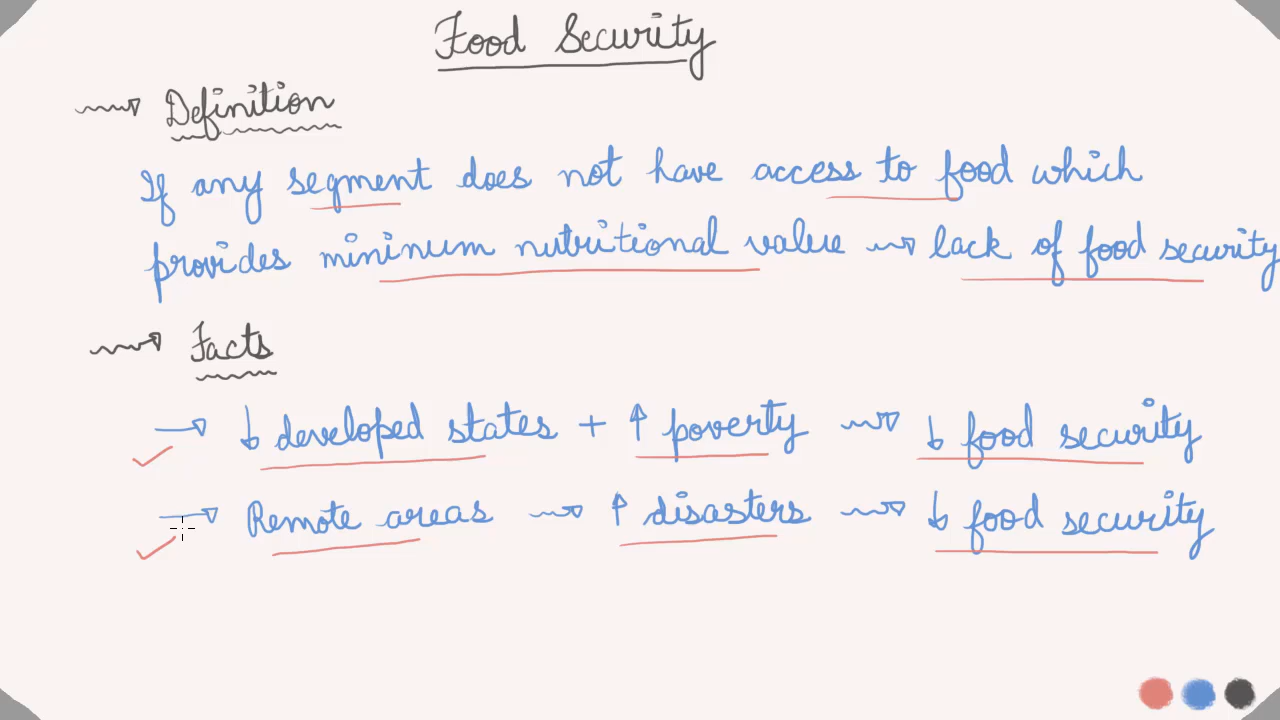 Food Security
Definition
If any segment does not have access to food which
provides mininum nutritional value → lack of food security
Facts
→ ↓ developed states + ↑ poverty → ↓ food security
→ Remote areas → ↑ disasters → ↓ food security